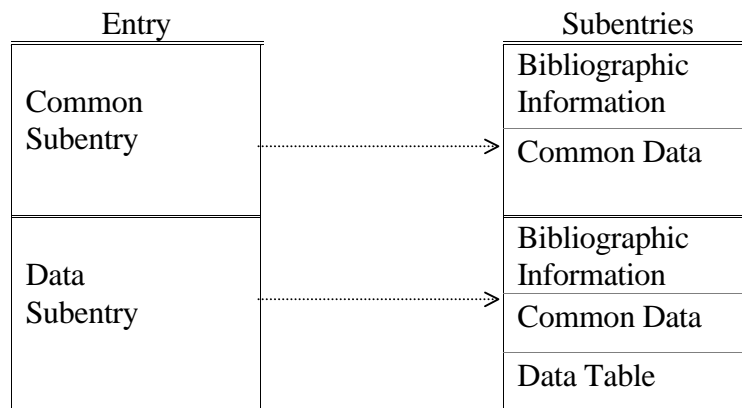 Entry
Subentries
Common
Subentry
Bibliographic
Information
Common Data
Data
Subentry
Bibliographic
Information
Common Data
Data Table